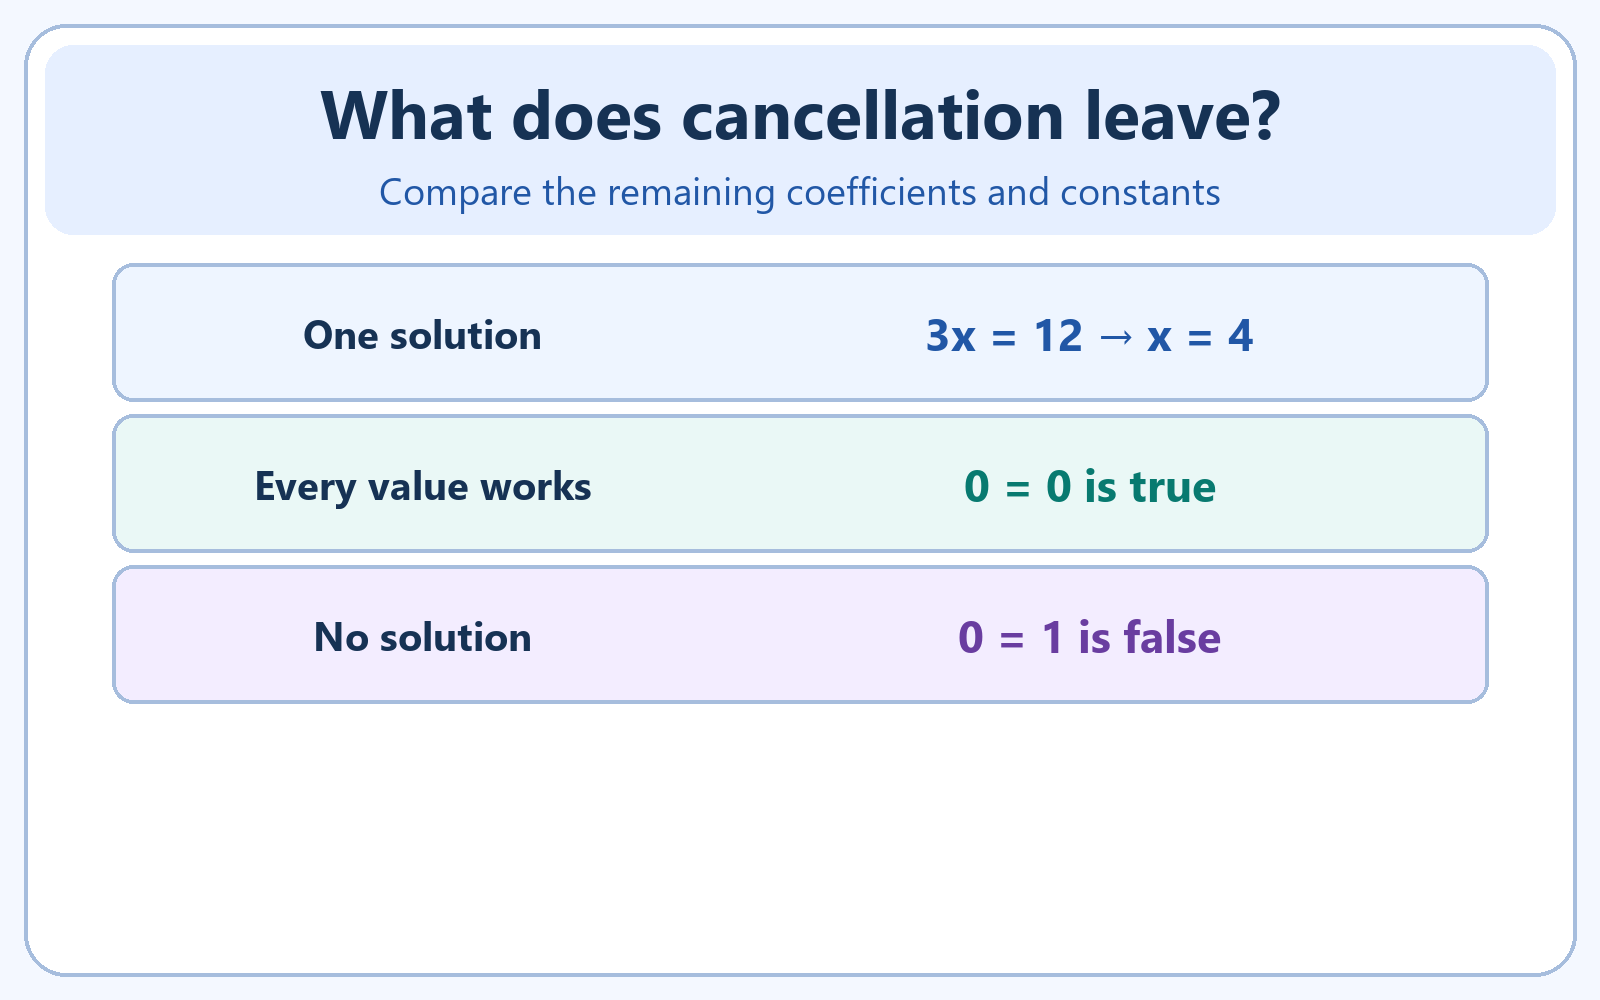 What does cancellation leave?
Compare the remaining coefficients and constants
One solution 3x = 12 → x = 4
Every value works 0 = 0 is true
No solution 0 = 1 is false